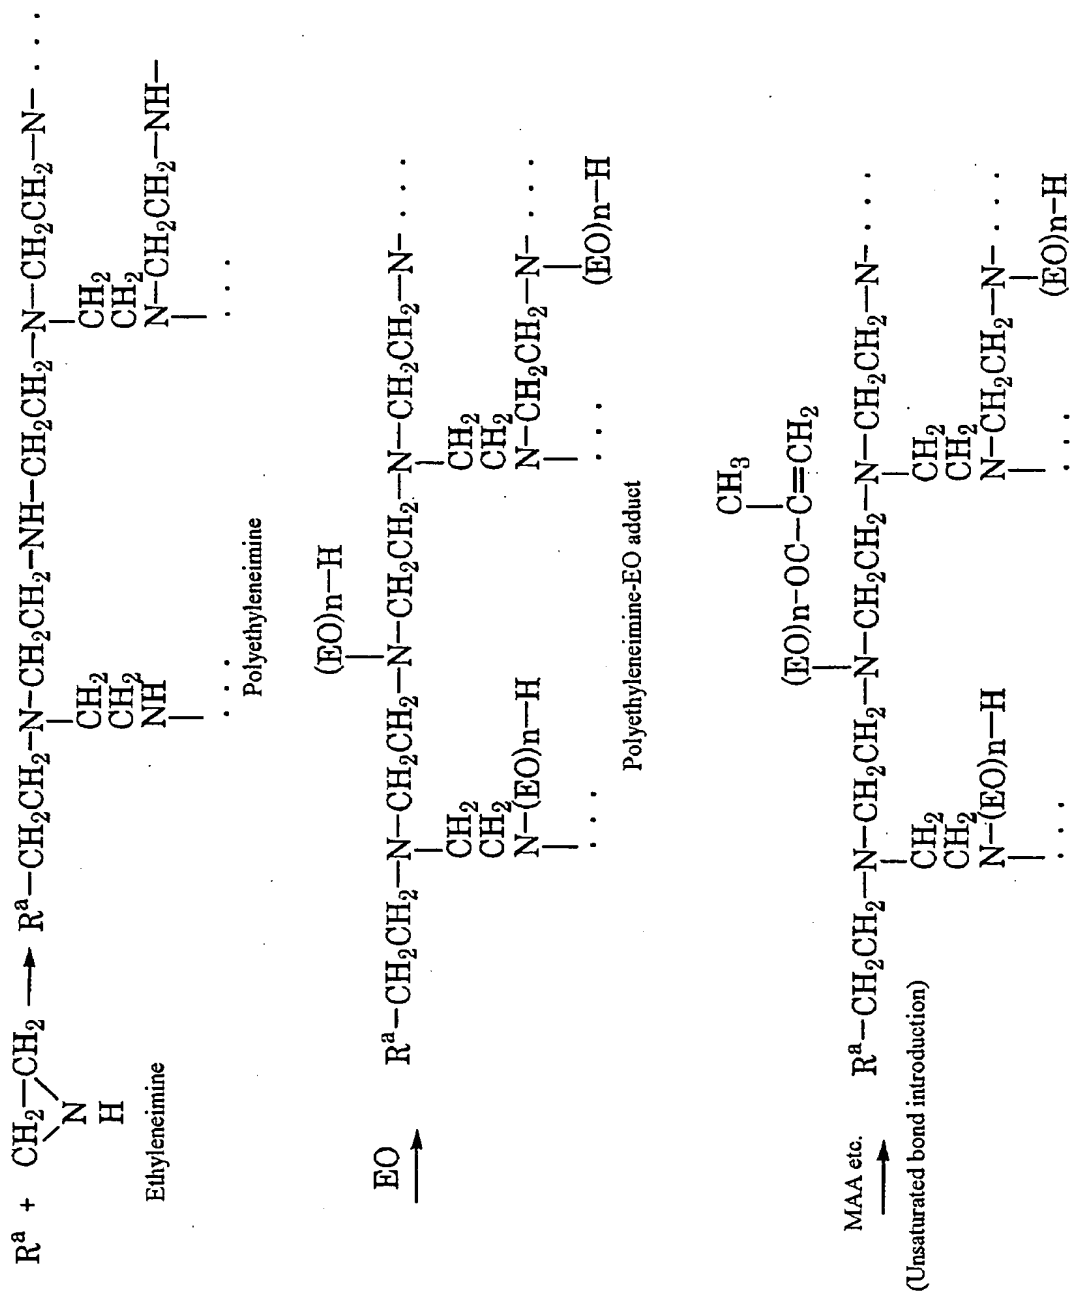 Rᵃ + CH₂—CH₂ ⟶ Rᵃ—CH₂CH₂—N—CH₂CH₂—NH—CH₂CH₂—N—CH₂CH₂—N—· · · ·
N
H
CH₂ CH₂
CH₂ CH₂
NH N—CH₂CH₂—NH—
· · · · · ·
Ethyleneimine
Polyethyleneimine
(EO)n—H
EO
Rᵃ—CH₂CH₂—N—CH₂CH₂—N—CH₂CH₂—N—CH₂CH₂—N—· · · ·
CH₂ CH₂
CH₂ CH₂
N—(EO)n—H N—CH₂CH₂—N—· · · ·
· · · · · · (EO)n—H
Polyethyleneimine-EO adduct
CH₃
(EO)n—OC—C=CH₂
MAA etc.
Rᵃ—CH₂CH₂—N—CH₂CH₂—N—CH₂CH₂—N—CH₂CH₂—N—· · · ·
(Unsaturated bond introduction)
CH₂ CH₂
CH₂ CH₂
N—(EO)n—H N—CH₂CH₂—N—· · · ·
· · · · · · (EO)n—H